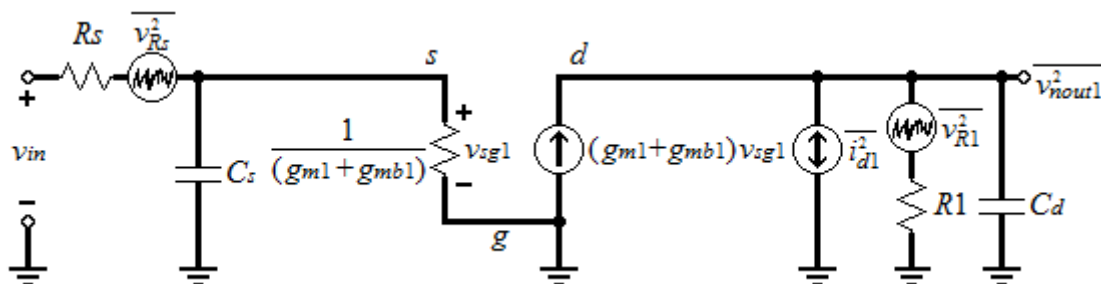 Rs
v²Rs
+
vin
−
Cs
1
(gm1+gmb1)
s
+
vsg1
−
g
d
(gm1+gmb1)vsg1
i²d1
v²R1
R1
Cd
v²nout1